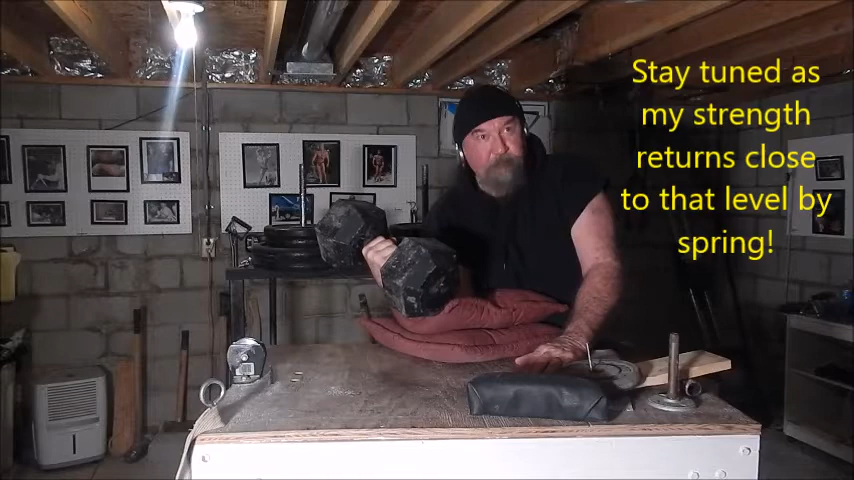 Stay tuned as
my strength
returns close
to that level by
spring!